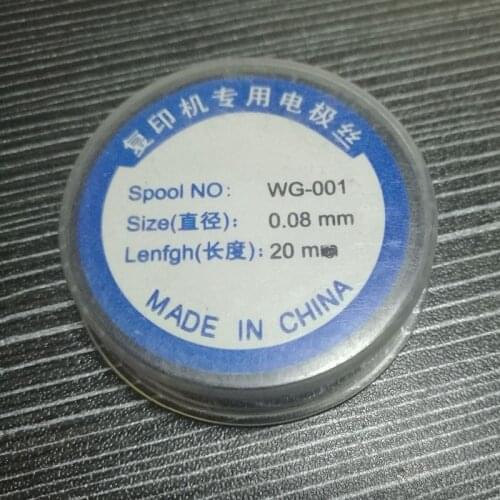 复印机专用电极丝
Spool NO: WG-001
Size(直径): 0.08 mm
Lenfgh(长度): 20 m
MADE IN CHINA